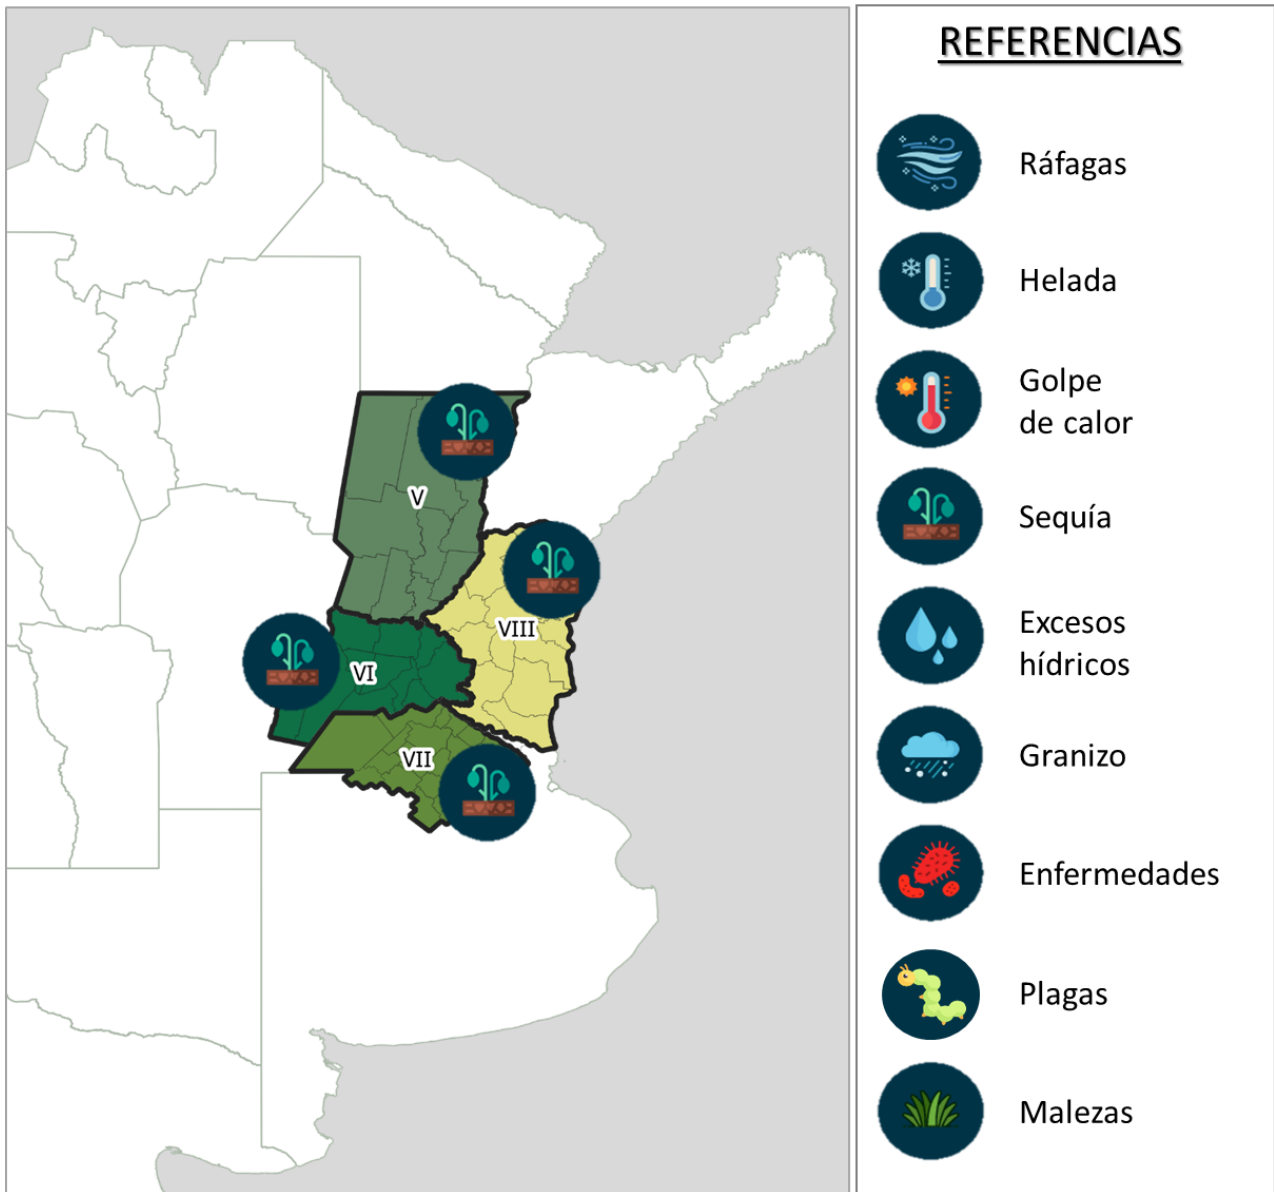 REFERENCIAS
Ráfagas
Helada
Golpe
de calor
Sequía
Excesos
hídricos
Granizo
Enfermedades
Plagas
Malezas
V
VIII
VI
VII